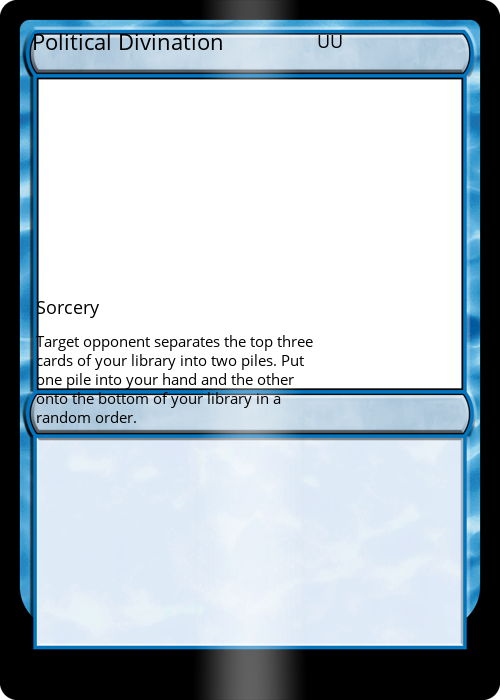 Political Divination UU
Sorcery
Target opponent separates the top three
cards of your library into two piles. Put
one pile into your hand and the other
onto the bottom of your library in a
random order.